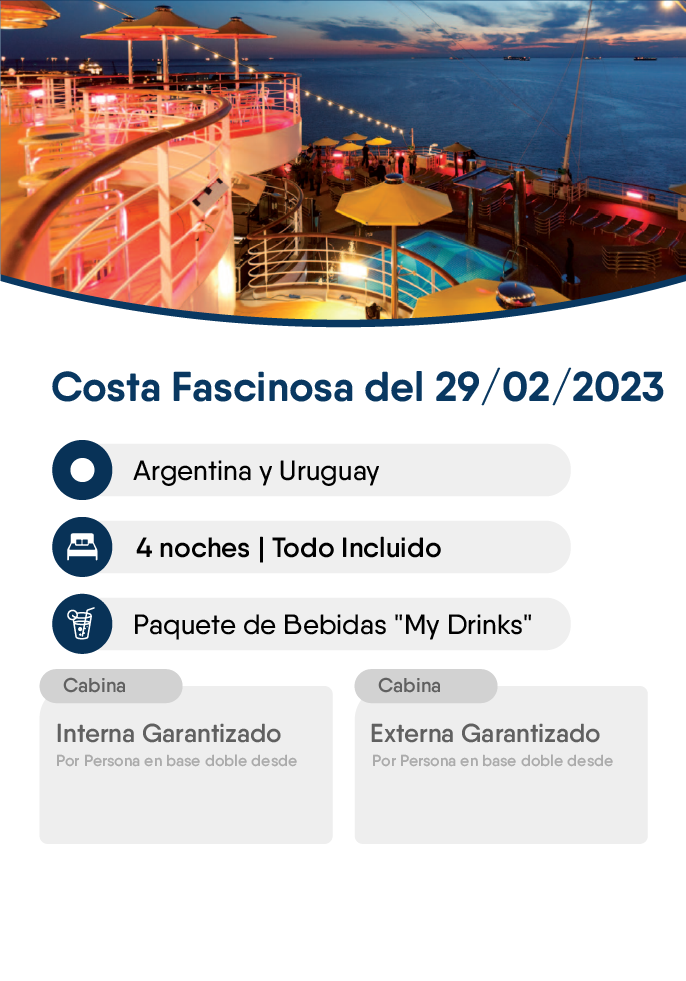 Costa Fascinosa del 29/02/2023
Argentina y Uruguay
4 noches | Todo Incluido
Paquete de Bebidas "My Drinks"
Cabina
Interna Garantizado
Por Persona en base doble desde
Cabina
Externa Garantizado
Por Persona en base doble desde